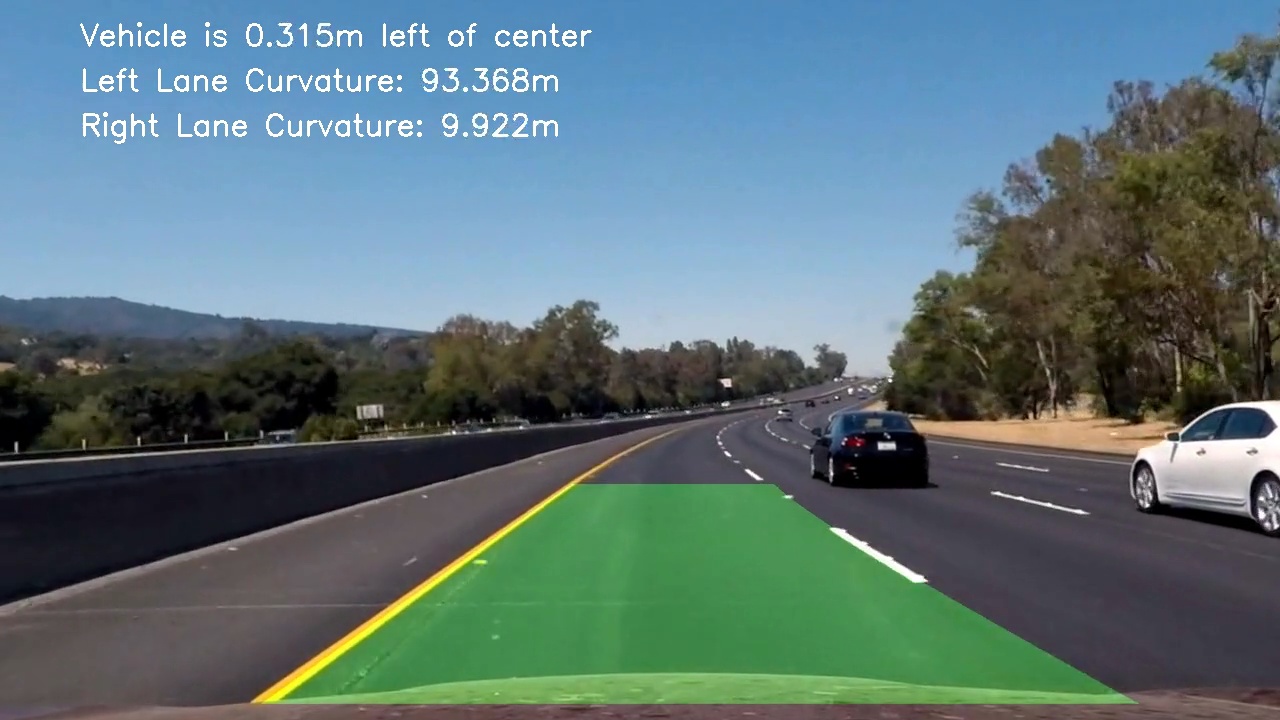 Vehicle is 0.315m left of center
Left Lane Curvature: 93.368m
Right Lane Curvature: 9.922m